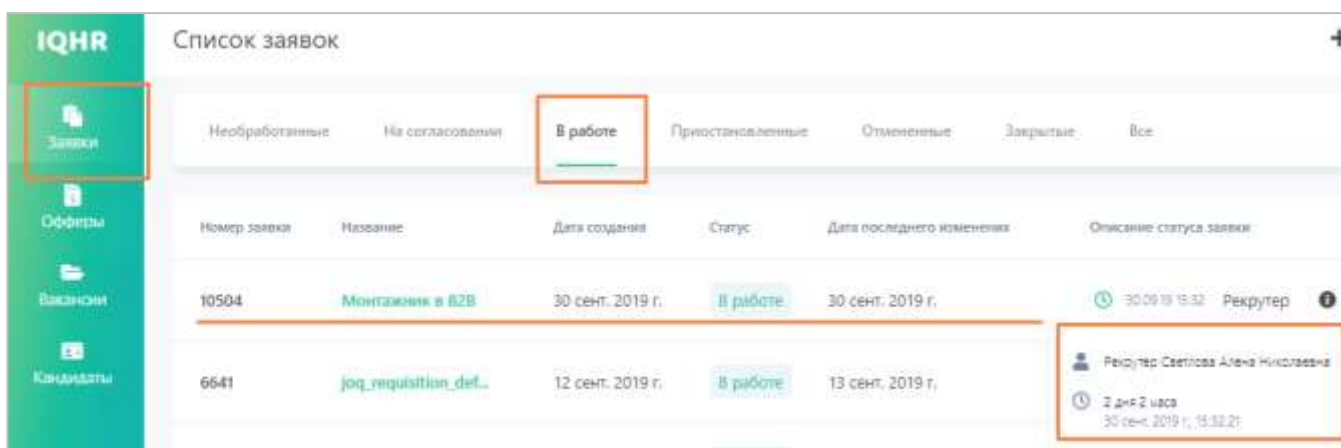 IQHR
Список заявок
Заявки
Необработанные На согласовании В работе Приостановленные Отмененные Закрытые Все
Офферы
Номер заявки Название Дата создания Статус Дата последнего изменения Описание статуса заявки
Вакансии
10504 Монтажник в B2B 30 сент. 2019 г. В работе 30 сент. 2019 г. 30.09.19 15:32 Рекрутер
Кандидаты
Рекрутер Светлова Алена Николаевна
6641 joq_requisition_def... 12 сент. 2019 г. В работе 13 сент. 2019 г.
2 дня 2 часа
30 сент. 2019 г., 15:32:21